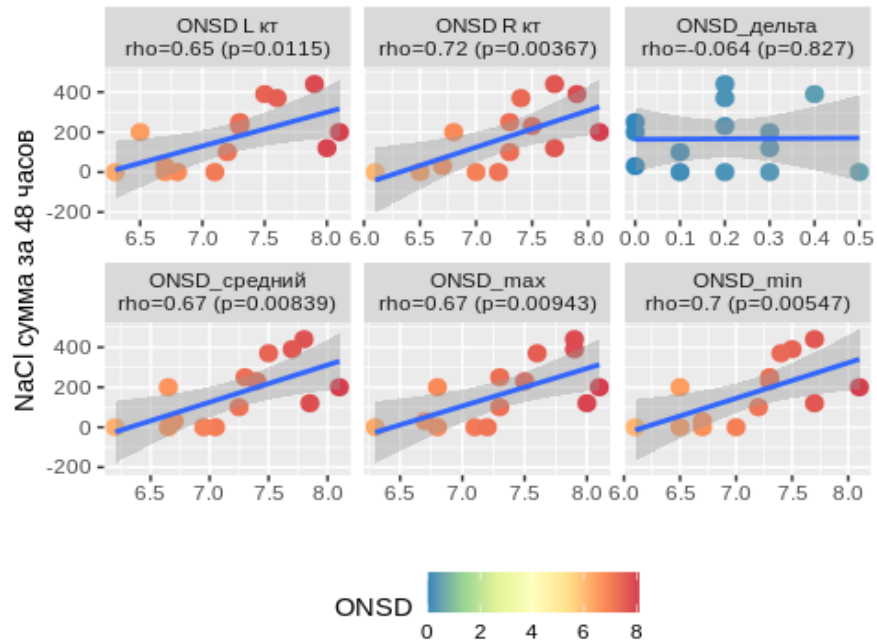 ONSD L кт
rho=0.65 (p=0.0115)
ONSD R кт
rho=0.72 (p=0.00367)
ONSD_дельта
rho=-0.064 (p=0.827)
400
200
0
-200
6.5 7.0 7.5 8.0
6.0 6.5 7.0 7.5 8.0
0.0 0.1 0.2 0.3 0.4 0.5
NaCl сумма за 48 часов
ONSD_средний
rho=0.67 (p=0.00839)
ONSD_max
rho=0.67 (p=0.00943)
ONSD_min
rho=0.7 (p=0.00547)
400
200
0
-200
6.5 7.0 7.5 8.0
6.5 7.0 7.5 8.0
6.0 6.5 7.0 7.5 8.0
ONSD
0 2 4 6 8